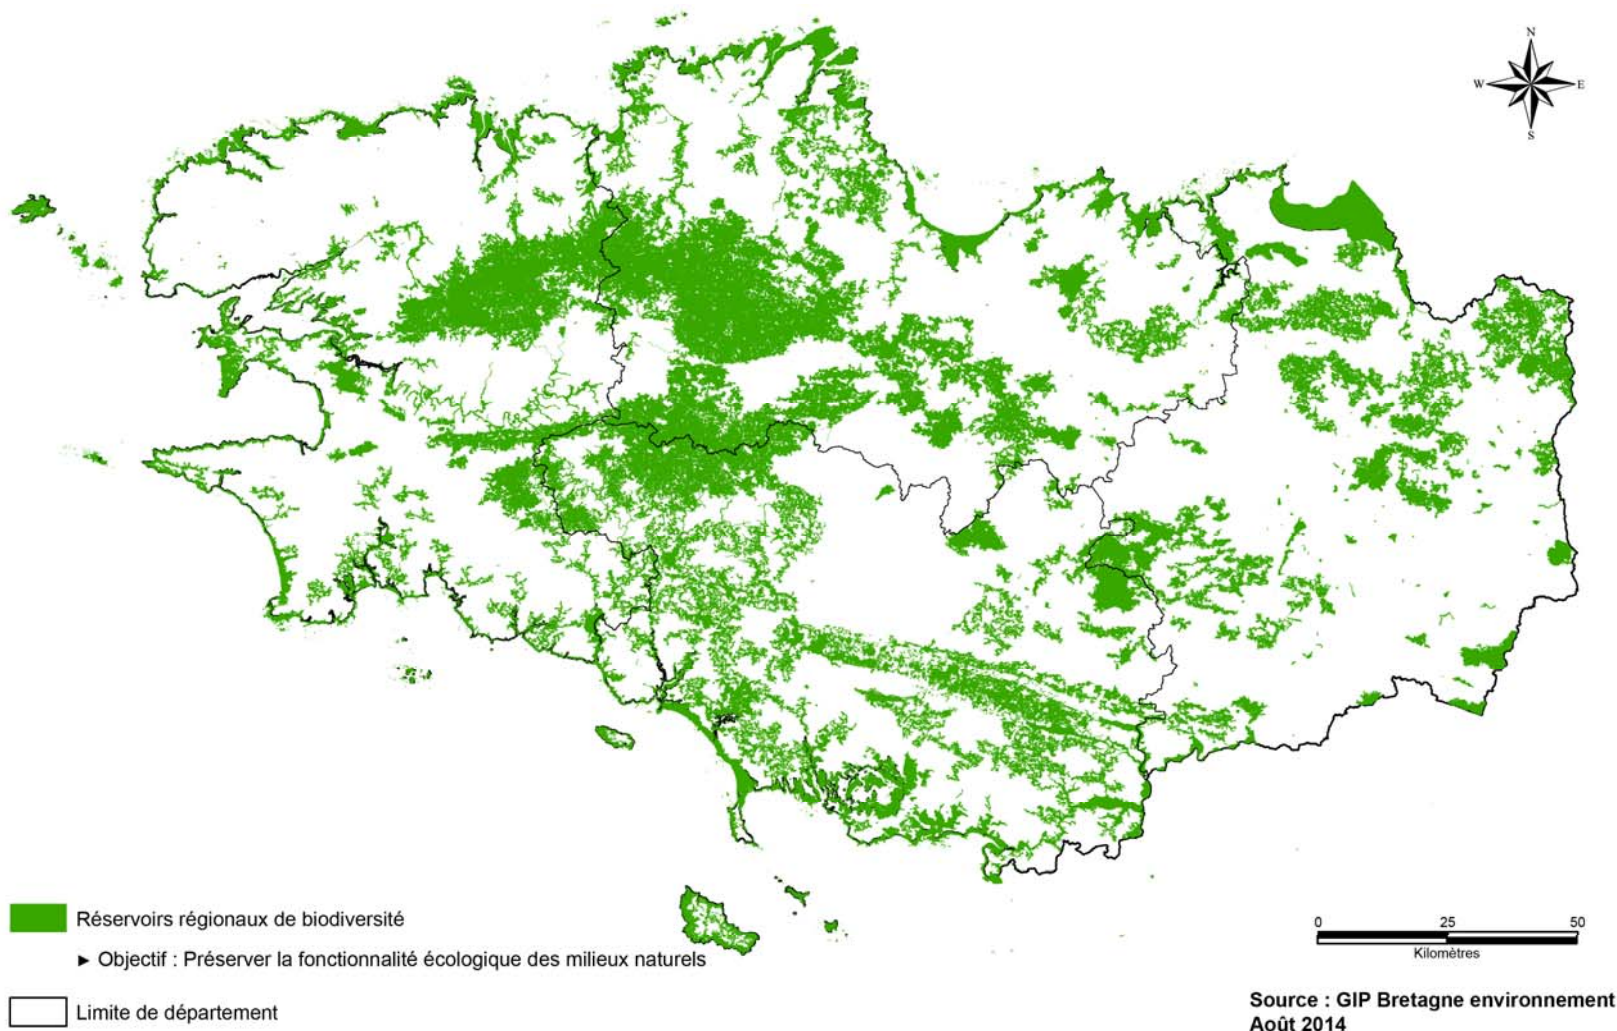 N
W
E
S
Réservoirs régionaux de biodiversité
► Objectif : Préserver la fonctionnalité écologique des milieux naturels
Limite de département
0 25 50
Kilomètres
Source : GIP Bretagne environnement
Août 2014